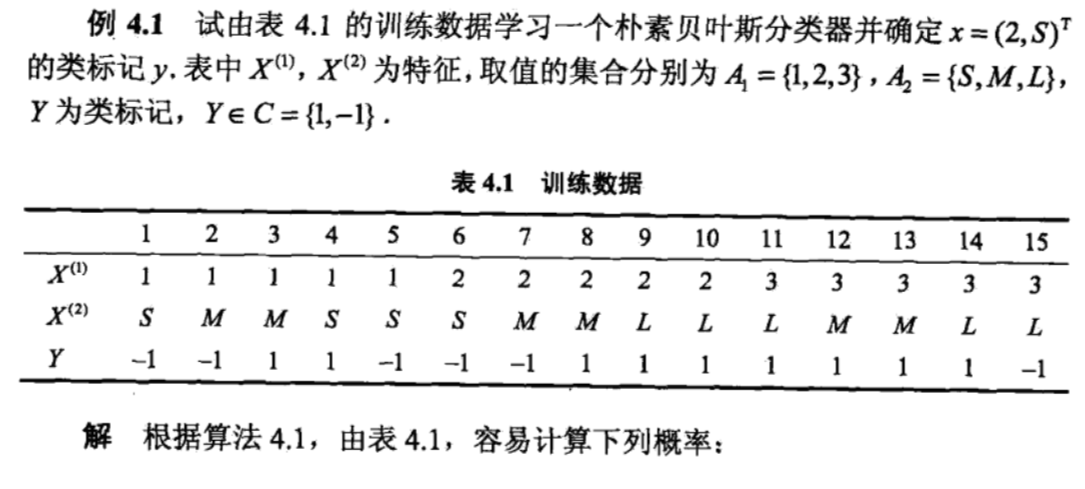 例 4.1 试由表 4.1 的训练数据学习一个朴素贝叶斯分类器并确定 x = (2, S)ᵀ
的类标记 y. 表中 X⁽¹⁾, X⁽²⁾ 为特征, 取值的集合分别为 A₁ = {1,2,3}, A₂ = {S, M, L},
Y 为类标记, Y ∈ C = {1, −1}.
表 4.1 训练数据
1 2 3 4 5 6 7 8 9 10 11 12 13 14 15
X⁽¹⁾ 1 1 1 1 1 2 2 2 2 2 3 3 3 3 3
X⁽²⁾ S M M S S S M M L L L M M L L
Y −1 −1 1 1 −1 −1 −1 1 1 1 1 1 1 1 −1
解 根据算法 4.1, 由表 4.1, 容易计算下列概率: